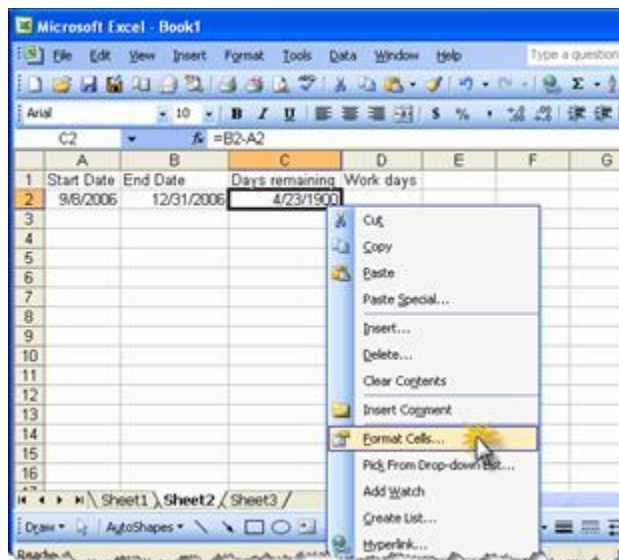 Microsoft Excel - Book1
File Edit View Insert Format Tools Data Window Help Type a question
Arial 10 B I U $ % ,
C2 fx =B2-A2
A B C D E F G
1 Start Date End Date Days remaining Work days
2 9/8/2006 12/31/2006 4/23/1900
3
4
5
6
7
8
9
10
11
12
13
14
15
16
Cut
Copy
Paste
Paste Special...
Insert...
Delete...
Clear Contents
Insert Comment
Format Cells...
Pick From Drop-down List...
Add Watch
Create List...
Hyperlink...
Sheet1 Sheet2 Sheet3
Draw AutoShapes
Ready